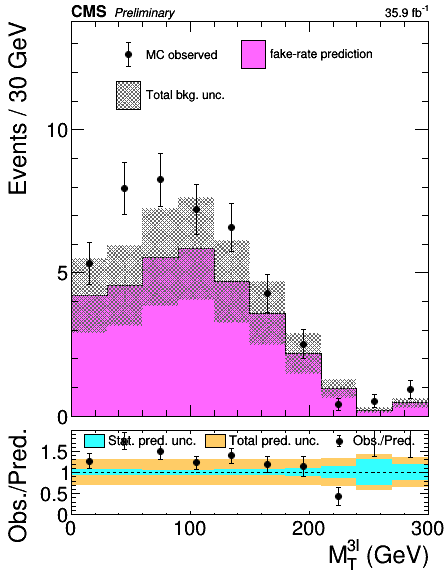 CMS Preliminary 35.9 fb⁻¹
MC observed
fake-rate prediction
Total bkg. unc.
Events / 30 GeV
10
5
0
Stat. pred. unc.
Total pred. unc.
Obs./Pred.
Obs./Pred.
1.5
1
0.5
0
0 100 200 300
M_T^{3l} (GeV)